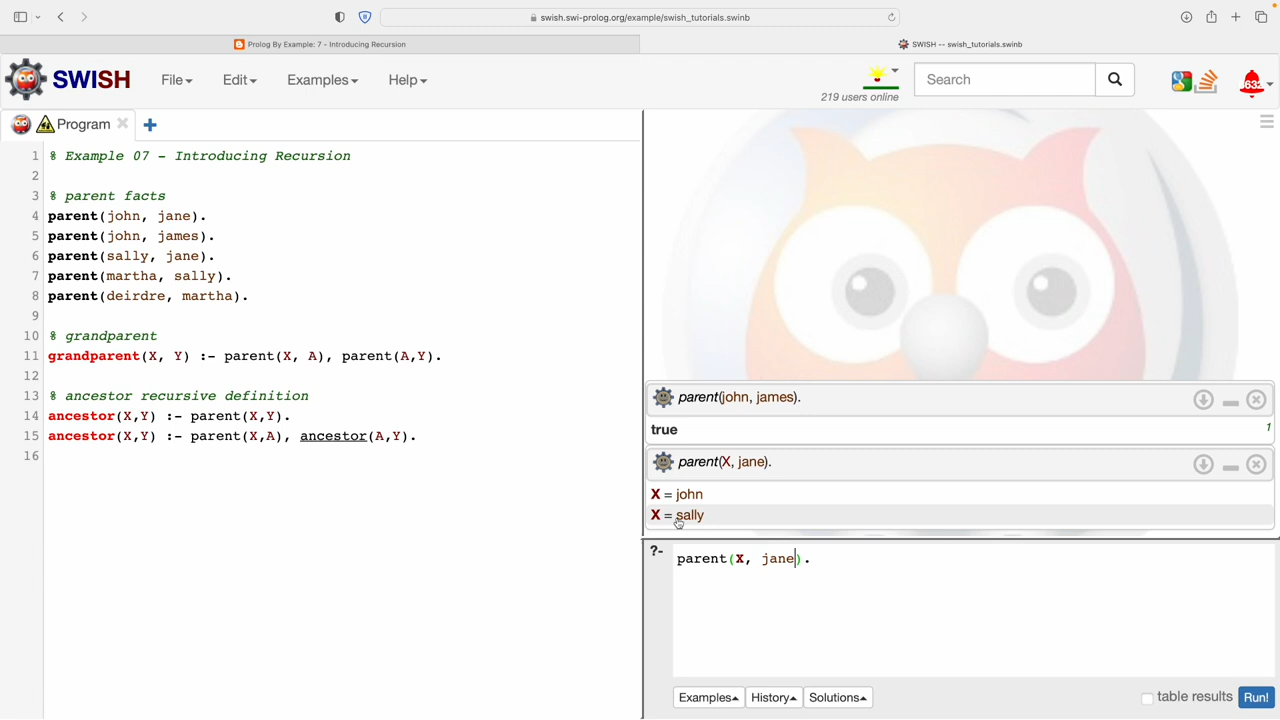 swish.swi-prolog.org/example/swish_tutorials.swinb
Prolog By Example: 7 - Introducing Recursion
SWISH -- swish_tutorials.swinb
SWISH File Edit Examples Help
219 users online
Search
Program
1 % Example 07 - Introducing Recursion
2
3 % parent facts
4 parent(john, jane).
5 parent(john, james).
6 parent(sally, jane).
7 parent(martha, sally).
8 parent(deirdre, martha).
9
10 % grandparent
11 grandparent(X, Y) :- parent(X, A), parent(A,Y).
12
13 % ancestor recursive definition
14 ancestor(X,Y) :- parent(X,Y).
15 ancestor(X,Y) :- parent(X,A), ancestor(A,Y).
16
parent(john, james).
true 1
parent(X, jane).
X = john
X = sally
?- parent(X, jane).
Examples History Solutions table results Run!